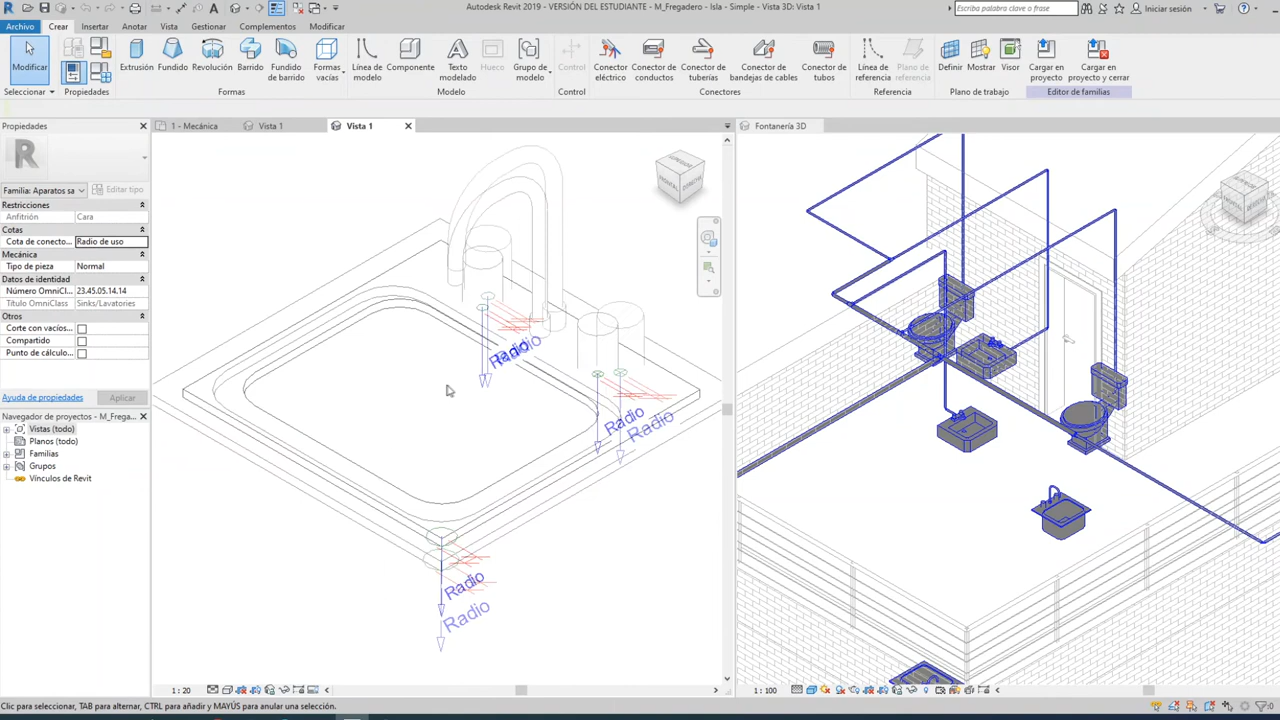 Autodesk Revit 2019 - VERSIÓN DEL ESTUDIANTE - M_Fregadero - Isla - Simple - Vista 3D: Vista 1
Escriba palabra clave o frase
Iniciar sesión
Archivo Crear Insertar Anotar Vista Gestionar Complementos Modificar
Modificar
Extrusión Fundido Revolución Barrido Fundido de barrido Formas vacías
Línea de modelo Componente Texto modelado Hueco Grupo de modelo
Control
Conector eléctrico Conector de conductos Conector de tuberías Conector de bandejas de cables Conector de tubos
Línea de referencia Plano de referencia
Definir Mostrar Visor
Cargar en proyecto Cargar en proyecto y cerrar
Seleccionar Propiedades Formas Modelo Control Conectores Referencia Plano de trabajo Editor de familias
Propiedades
1 - Mecánica Vista 1 Vista 1 Fontanería 3D
Familia: Aparatos sa Editar tipo
Restricciones
Anfitrión Cara
Cotas
Cota de conecto... Radio de uso
Mecánica
Tipo de pieza Normal
Datos de identidad
Número OmniCl... 23.45.05.14.14
Título OmniClass Sinks/Lavatories
Otros
Corte con vacíos...
Compartido
Punto de cálculo...
Ayuda de propiedades Aplicar
Navegador de proyectos - M_Freg...
Vistas (todo)
Planos (todo)
Familias
Grupos
Vínculos de Revit
Radio
Radio
Radio
Radio
Radio
Radio
1 : 20
1 : 100
Clic para seleccionar, TAB para alternar, CTRL para añadir y MAYÚS para anular una selección.
:0